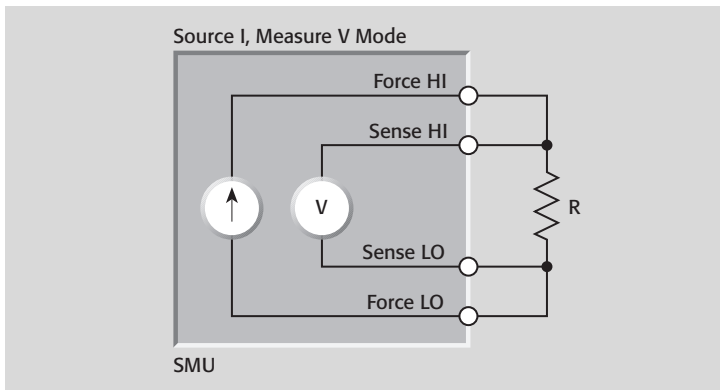 Source I, Measure V Mode
Force HI
Sense HI
V
R
Sense LO
Force LO
SMU